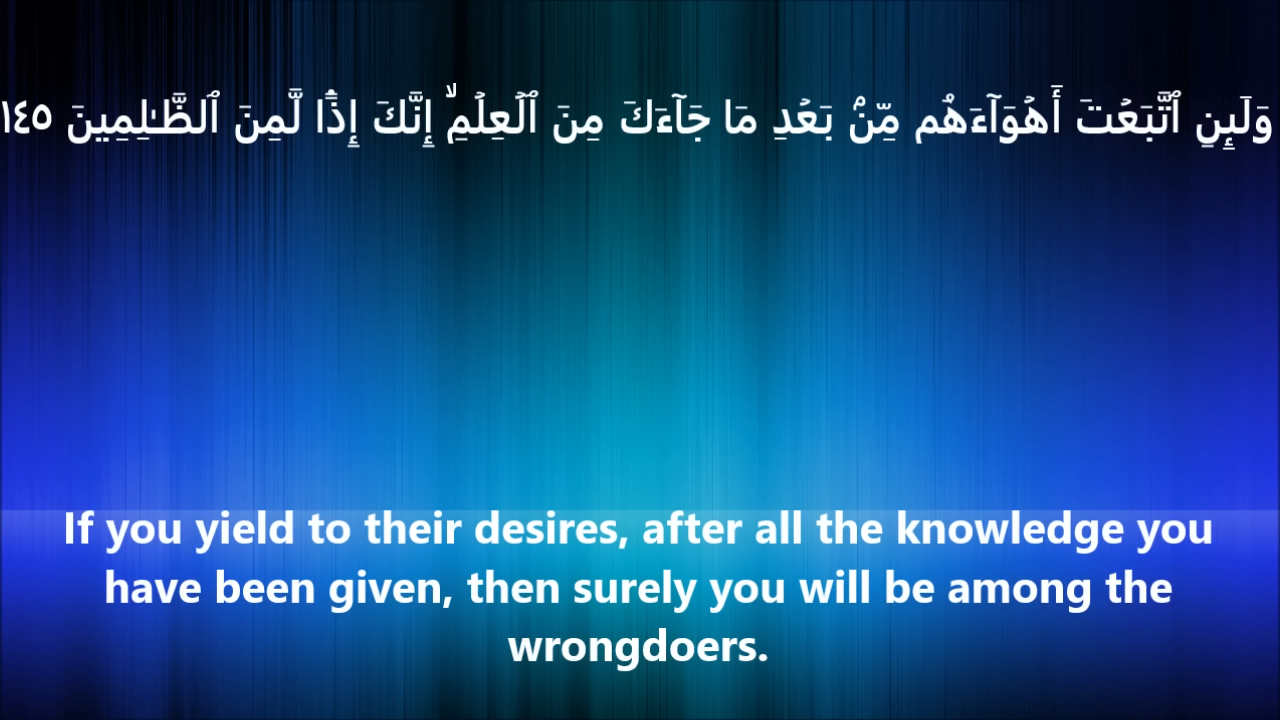 وَلَئِنِ ٱتَّبَعْتَ أَهْوَآءَهُم مِّنۢ بَعْدِ مَا جَآءَكَ مِنَ ٱلْعِلْمِ ۙ إِنَّكَ إِذًۭا لَّمِنَ ٱلظَّـٰلِمِينَ ١٤٥
If you yield to their desires, after all the knowledge you
have been given, then surely you will be among the
wrongdoers.